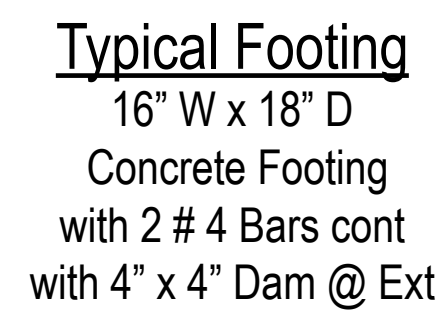 Typical Footing
16” W x 18” D
Concrete Footing
with 2 # 4 Bars cont
with 4” x 4” Dam @ Ext